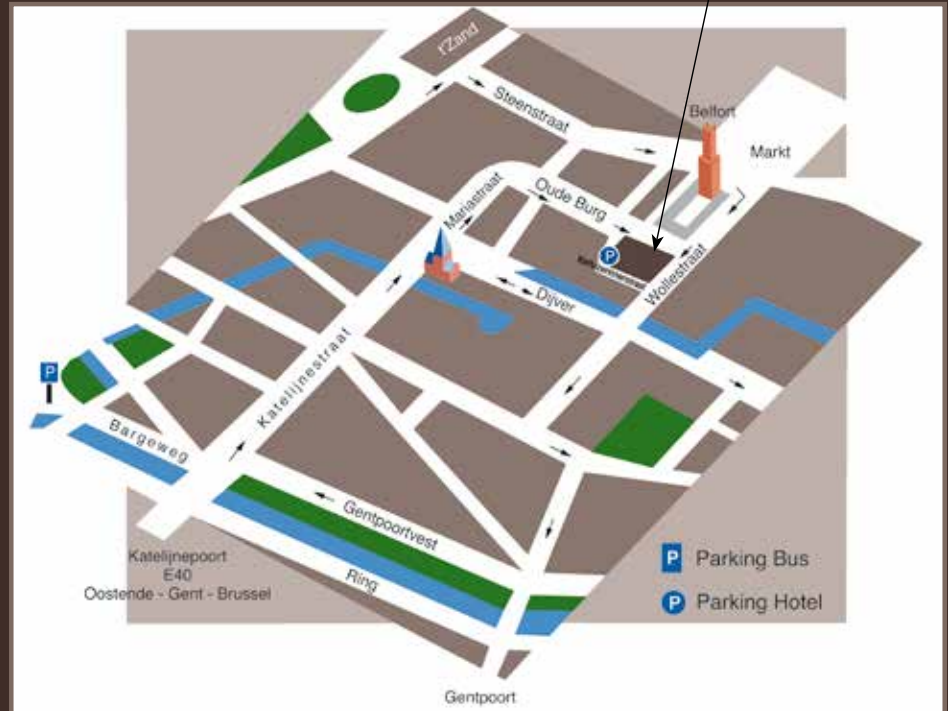 t'Zand
Steenstraat
Belfort
Markt
Mariastraat
Oude Burg
P
Wollestraat
Dijver
Katelijnestraat
P
Bargeweg
Gentpoortvest
Ring
Katelijnepoort
E40
Oostende - Gent - Brussel
P Parking Bus
P Parking Hotel
Gentpoort